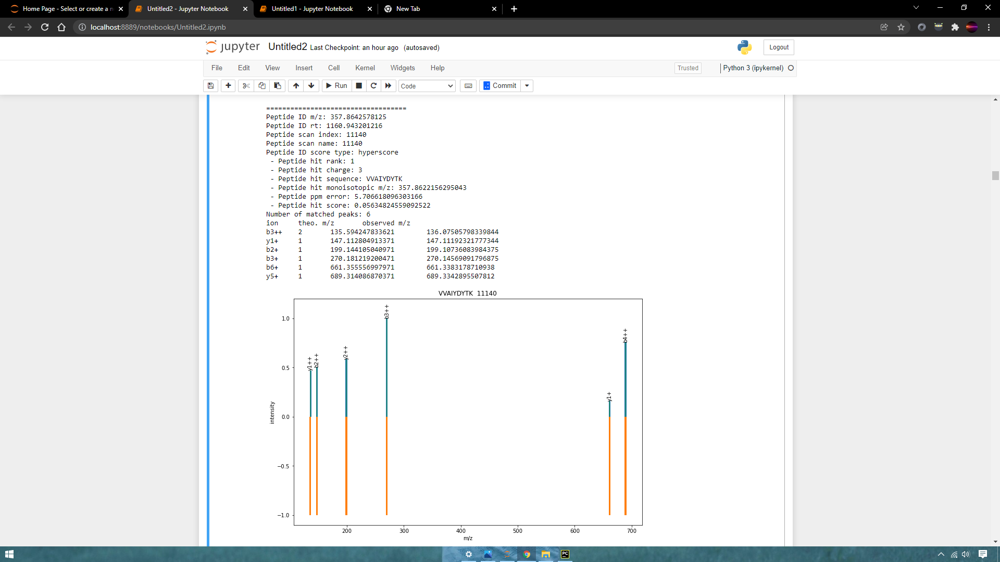 Home Page - Select or create a n
Untitled2 - Jupyter Notebook
Untitled1 - Jupyter Notebook
New Tab
localhost:8889/notebooks/Untitled2.ipynb
jupyter Untitled2 Last Checkpoint: an hour ago (autosaved)
Logout
File Edit View Insert Cell Kernel Widgets Help
Trusted
Python 3 (ipykernel)
Run
Code
Commit
===================================
Peptide ID m/z: 357.8642578125
Peptide ID rt: 1160.943201216
Peptide scan index: 11140
Peptide scan name: 11140
Peptide ID score type: hyperscore
- Peptide hit rank: 1
- Peptide hit charge: 3
- Peptide hit sequence: VVAIYDYTK
- Peptide hit monoisotopic m/z: 357.8622156295043
- Peptide ppm error: 5.706618096303166
- Peptide hit score: 0.05634824559092522
Number of matched peaks: 6
ion theo. m/z observed m/z
b3++ 2 135.594247833621 136.07505798339844
y1+ 1 147.112804913371 147.11192321777344
b2+ 1 199.144105040971 199.10736083984375
b3+ 1 270.181219200471 270.14569091796875
b6+ 1 661.355556997971 661.3383178710938
y5+ 1 689.314086870371 689.3342895507812
VVAIYDYTK 11140
1.0
0.5
0.0
−0.5
−1.0
intensity
y1++
b2++
y2++
b3++
y1+
b4++
200 300 400 500 600 700
m/z
PC